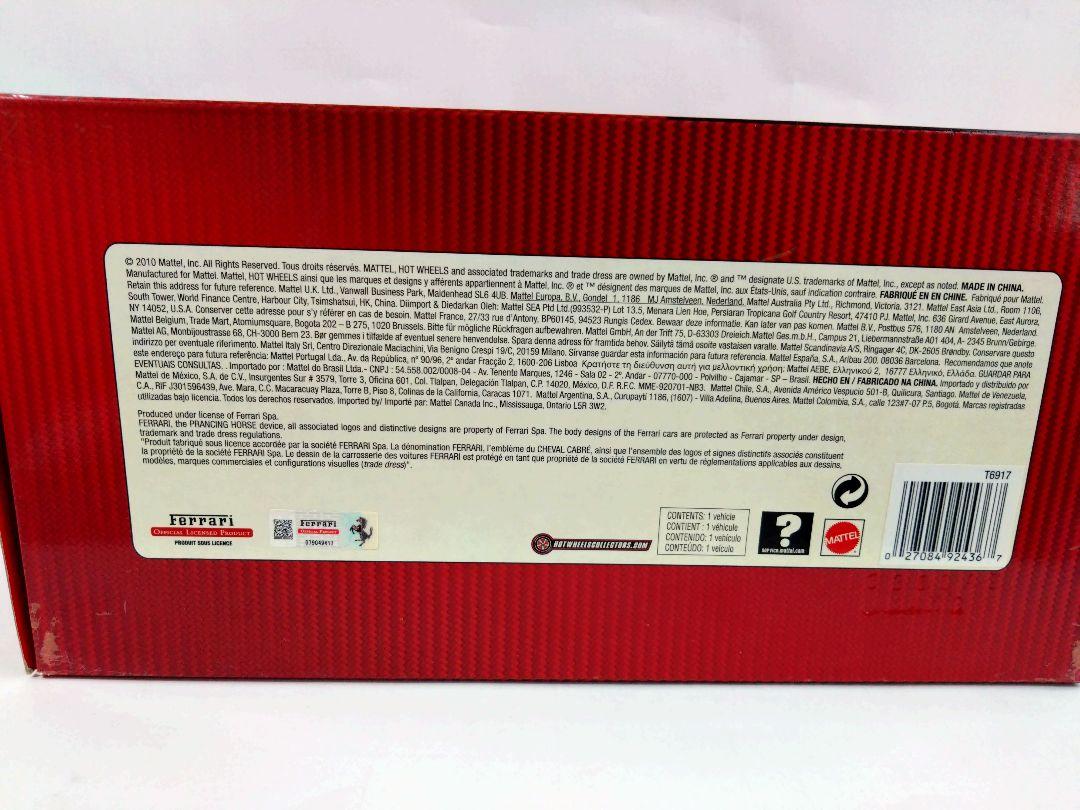 © 2010 Mattel, Inc. All Rights Reserved. Tous droits réservés. MATTEL, HOT WHEELS and associated trademarks and trade dress are owned by Mattel, Inc. ® and ™ designate U.S. trademarks of Mattel, Inc., except as noted. MADE IN CHINA.
Manufactured for Mattel. Mattel, HOT WHEELS ainsi que les marques et designs y afférents appartiennent à Mattel, Inc. ® et ™ désignent des marques de Mattel, Inc. aux États-Unis, sauf indication contraire. FABRIQUÉ EN CHINE. Fabriqué pour Mattel.
Retain this address for future reference. Mattel U.K. Ltd., Vanwall Business Park, Maidenhead SL6 4UB. Mattel Europa, B.V., Gondel 1, 1186 MJ Amstelveen, Nederland. Mattel Australia Pty Ltd., Richmond, Victoria. 3121. Mattel East Asia Ltd., Room 1106,
South Tower, World Finance Centre, Harbour City, Tsimshatsui, HK, China. Diimport & Diedarkan Oleh: Mattel SEA Ptd Ltd.(993532-P) Lot 13.5, Menara Lien Hoe, Persiaran Tropicana Golf Country Resort, 47410 PJ. Mattel, Inc. 636 Girard Avenue, East Aurora,
NY 14052, U.S.A. Conserver cette adresse pour s'y référer en cas de besoin. Mattel France, 27/33 rue d'Antony, BP60145, 94523 Rungis Cedex. Bewaar deze informatie. Kan later van pas komen. Mattel B.V., Postbus 576, 1180 AN Amstelveen, Nederland.
Mattel Belgium, Trade Mart, Atomiumsquare, Bogota 202 – B 275, 1020 Brussels. Bitte für mögliche Rückfragen aufbewahren. Mattel GmbH, An der Trift 75, D-63303 Dreieich.Mattel Ges.m.b.H., Campus 21, Liebermannstraße A01 404, A- 2345 Brunn/Gebirge.
Mattel AG, Monbijoustrasse 68, CH-3000 Bern 23. Bør gemmes i tilfælde af eventuel senere henvendelse. Spara denna adress för framtida behov. Säilytä tämä osoite vastaisen varalle. Mattel Scandinavia A/S, Ringager 4C, DK-2605 Brøndby. Conservare questo
indirizzo per eventuale riferimento. Mattel Italy Srl, Centro Direzionale Maciachini, Via Benigno Crespi 19/C, 20159 Milano. Sírvanse guardar esta información para futura referencia. Mattel España, S.A., Aribau 200. 08036 Barcelona. Recomendamos que anote
este endereço para futura referência: Mattel Portugal Lda., Av. da República, nº 90/96, 2º andar Fracção 2, 1600-206 Lisboa Κρατήστε τη διεύθυνση αυτή για μελλοντική χρήση: Mattel AEBE, Ελληνικού 2, 16777 Ελληνικό, Ελλάδα. GUARDAR PARA
EVENTUAIS CONSULTAS. . Importado por : Mattel do Brasil Ltda.- CNPJ : 54.558.002/0008-04 - Av. Tenente Marques, 1246 - Sala 02 - 2º. Andar - 07770-000 - Polvilho - Cajamar - SP – Brasil. HECHO EN / FABRICADO NA CHINA. Importado y distribuido por
Mattel de México, S.A. de C.V., Insurgentes Sur # 3579, Torre 3, Oficina 601, Col. Tlalpan, Delegación Tlalpan, C.P. 14020, México, D.F. R.F.C. MME-920701-NB3. Mattel Chile, S.A., Avenida Américo Vespucio 501-B, Quilicura, Santiago. Mattel de Venezuela,
C.A., RIF J301596439, Ave. Mara, C.C. Macaracuay Plaza, Torre B, Piso 8, Colinas de la California, Caracas 1071. Mattel Argentina, S.A., Curupaytí 1186, (1607) - Villa Adelina, Buenos Aires. Mattel Colombia, S.A., calle 123#7-07 P.5, Bogotá. Marcas registradas
utilizadas bajo licencia. Todos los derechos reservados. Imported by/ Importé par: Mattel Canada Inc., Mississauga, Ontario L5R 3W2.
Produced under license of Ferrari Spa.
FERRARI, the PRANCING HORSE device, all associated logos and distinctive designs are property of Ferrari Spa. The body designs of the Ferrari cars are protected as Ferrari property under design,
trademark and trade dress regulations.
"Produit fabriqué sous licence accordée par la société FERRARI Spa. La dénomination FERRARI, l'emblème du CHEVAL CABRÉ, ainsi que l'ensemble des logos et signes distinctifs associés constituent
la propriété de la société FERRARI Spa. Le dessin de la carrosserie des voitures FERRARI est protégé en tant que propriété de la société FERRARI en vertu de réglementations applicables aux dessins,
modèles, marques commerciales et configurations visuelles (trade dress)".
Ferrari
OFFICIAL LICENSED PRODUCT
PRODUIT SOUS LICENCE
Ferrari
OFFICIAL LICENSED PRODUCT
HOTWHEELSCOLLECTORS.COM
CONTENTS: 1 vehicle
CONTIENT : 1 véhicule
CONTENIDO: 1 vehículo
CONTEÚDO: 1 veículo
?
service.mattel.com
MATTEL
T6917
0 27084 92436 7